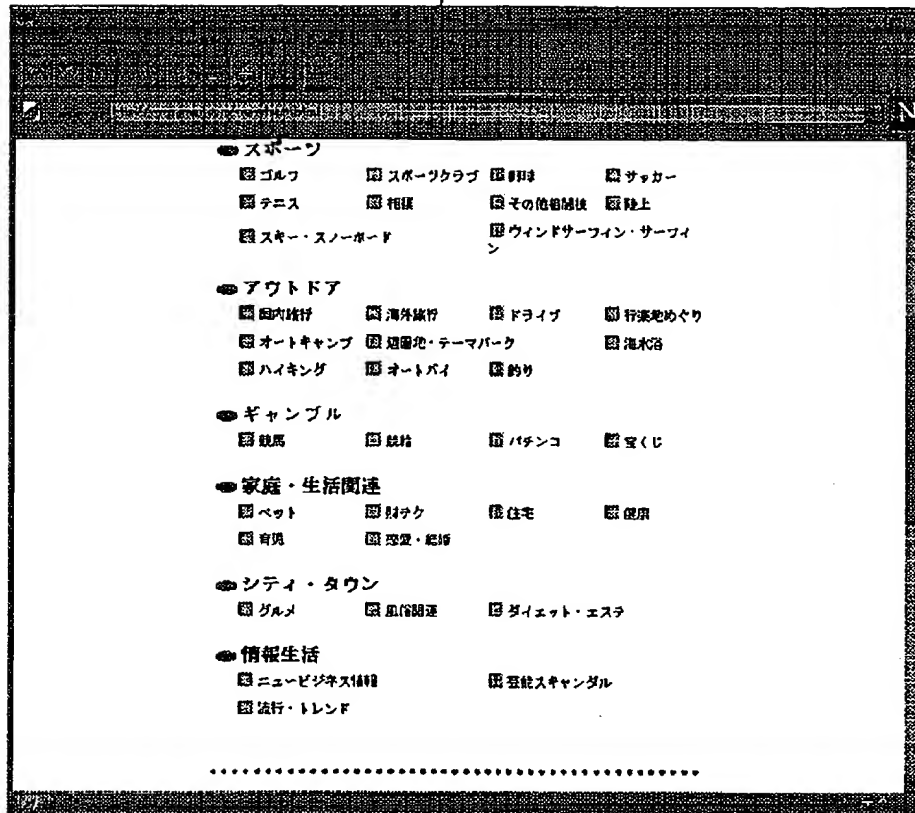 スポーツ
ゴルフ スポーツクラブ 野球 サッカー
テニス 相撲 その他格闘技 陸上
スキー・スノーボード ウィンドサーフィン・サーフィ
ン
アウトドア
国内旅行 海外旅行 ドライブ 行楽地めぐり
オートキャンプ 遊園地・テーマパーク 海水浴
ハイキング オートバイ 釣り
ギャンブル
競馬 競輪 パチンコ 宝くじ
家庭・生活関連
ペット 財テク 住宅 健康
育児 恋愛・結婚
シティ・タウン
グルメ 風俗関連 ダイエット・エステ
情報生活
ニュービジネス情報 芸能スキャンダル
流行・トレンド